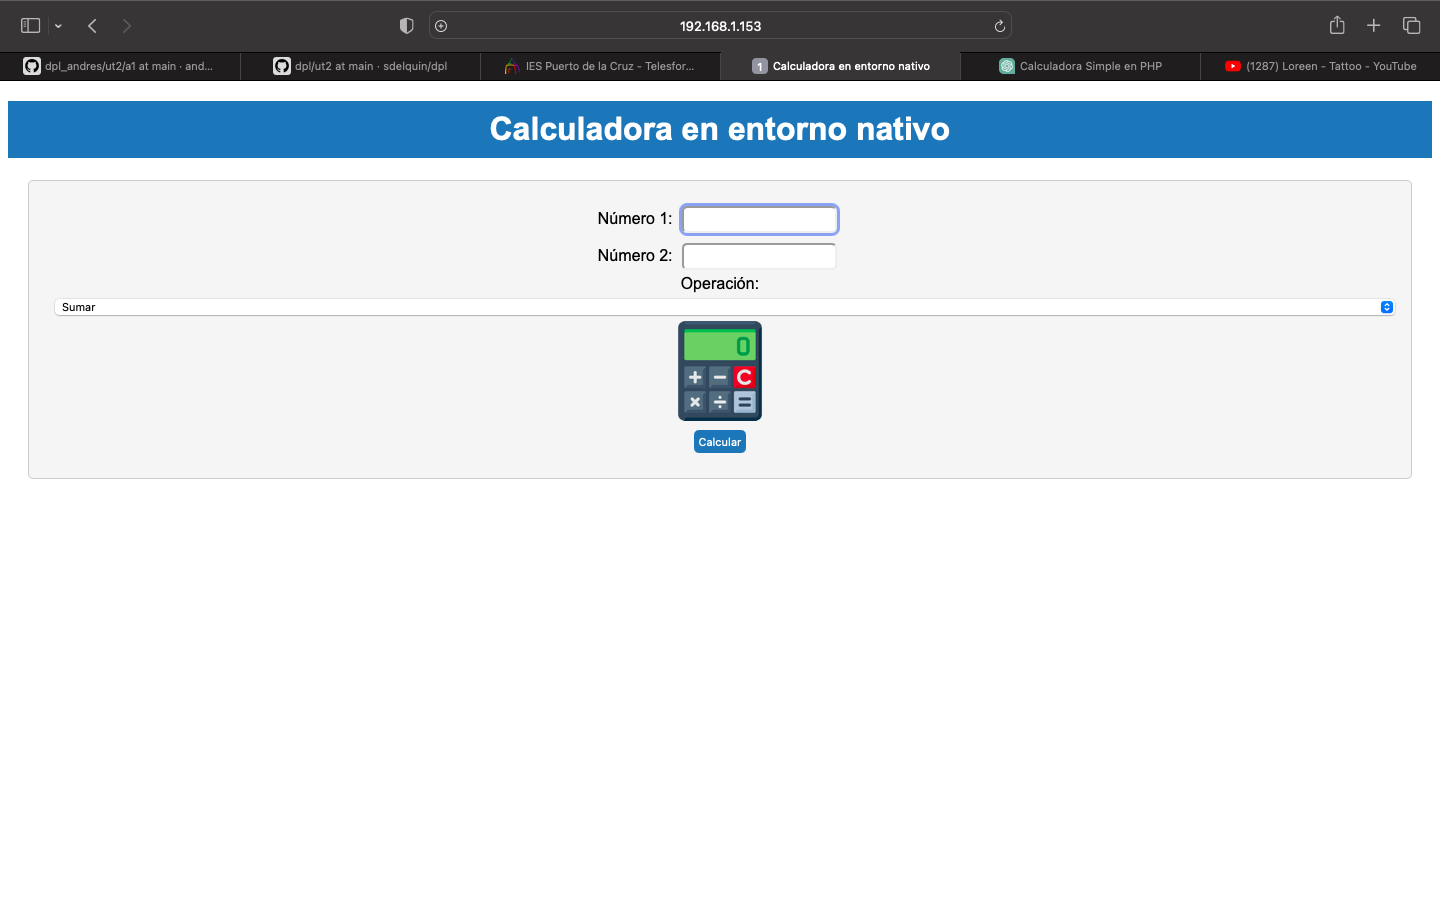 192.168.1.153
dpl_andres/ut2/a1 at main · and...
dpl/ut2 at main · sdelquin/dpl
IES Puerto de la Cruz - Telesfor...
1 Calculadora en entorno nativo
Calculadora Simple en PHP
(1287) Loreen - Tattoo - YouTube
Calculadora en entorno nativo
Número 1:
Número 2:
Operación:
Sumar
0
+ − C
× ÷ =
Calcular